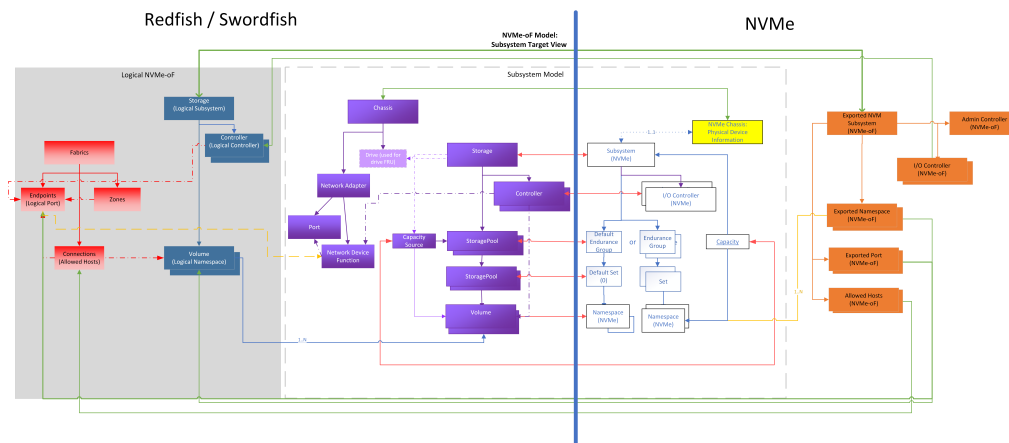 Redfish / Swordfish
NVMe
NVMe-oF Model:
Subsystem Target View
Logical NVMe-oF
Subsystem Model
Storage
(Logical Subsystem)
Controller
(Logical Controller)
Fabrics
Endpoints
(Logical Port)
Zones
Connections
(Allowed Hosts)
Volume
(Logical Namespace)
Chassis
Drive (used for
drive FRU)
Network Adapter
Port
Network Device
Function
Capacity
Source
Storage
Controller
StoragePool
StoragePool
Volume
1..N
NVMe Chassis:
Physical Device
Information
Subsystem
(NVMe)
I/O Controller
(NVMe)
Default
Endurance
Group
or
Endurance
Group
Default Set
(0)
Set
Namespace
(NVMe)
Namespace
(NVMe)
Capacity
1..N
Exported NVM
Subsystem
(NVMe-oF)
Admin Controller
(NVMe-oF)
I/O Controller
(NVMe-oF)
Exported Namespace
(NVMe-oF)
Exported Port
(NVMe-oF)
Allowed Hosts
(NVMe-oF)